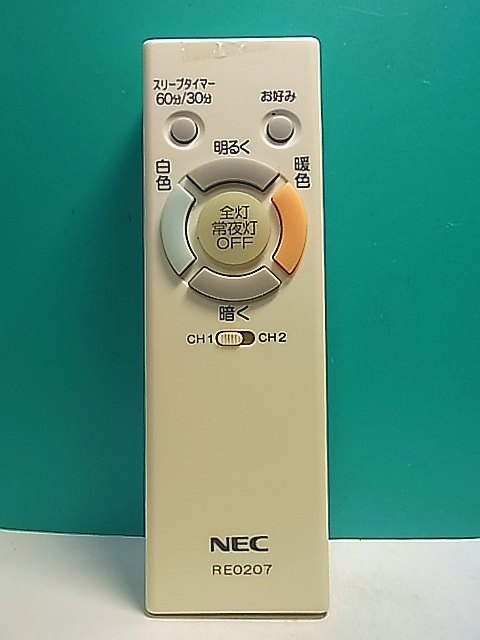 スリープタイマー
60分/30分
お好み
明るく
白色
暖色
全灯
常夜灯
OFF
暗く
CH1 CH2
NEC
RE0207